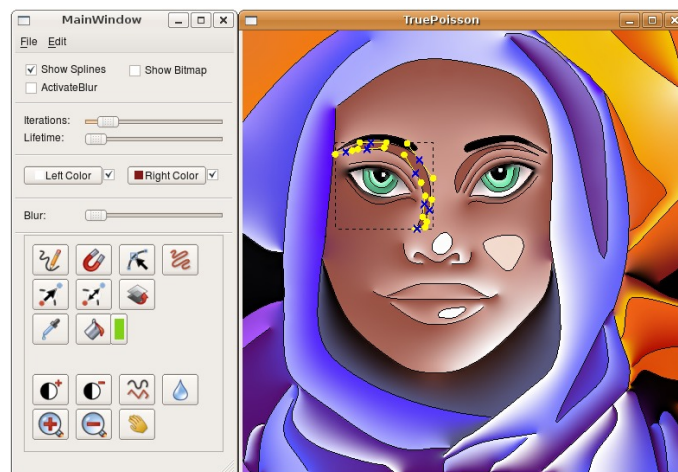 MainWindow
File Edit
Show Splines Show Bitmap
ActivateBlur
Iterations:
Lifetime:
Left Color Right Color
Blur:
TruePoisson